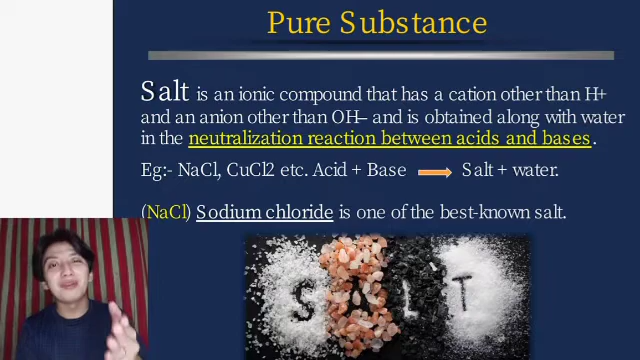 Pure Substance
Salt is an ionic compound that has a cation other than H+
and an anion other than OH– and is obtained along with water
in the neutralization reaction between acids and bases.
Eg:- NaCl, CuCl2 etc. Acid + Base Salt + water.
(NaCl) Sodium chloride is one of the best-known salt.
SALT